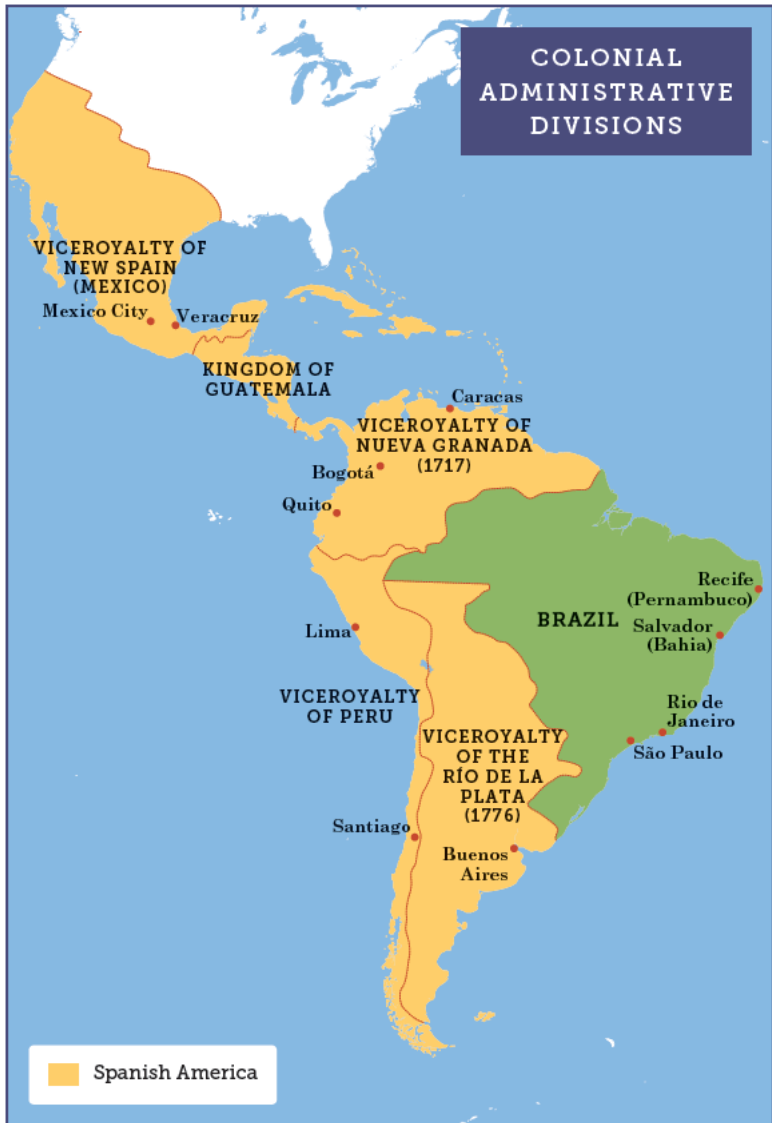 COLONIAL
ADMINISTRATIVE
DIVISIONS
VICEROYALTY OF
NEW SPAIN
(MEXICO)
Mexico City
Veracruz
KINGDOM OF
GUATEMALA
Caracas
VICEROYALTY OF
NUEVA GRANADA
(1717)
Bogotá
Quito
Recife
(Pernambuco)
BRAZIL
Salvador
(Bahia)
Lima
VICEROYALTY
OF PERU
Rio de
Janeiro
São Paulo
VICEROYALTY
OF THE
RÍO DE LA
PLATA
(1776)
Santiago
Buenos
Aires
Spanish America